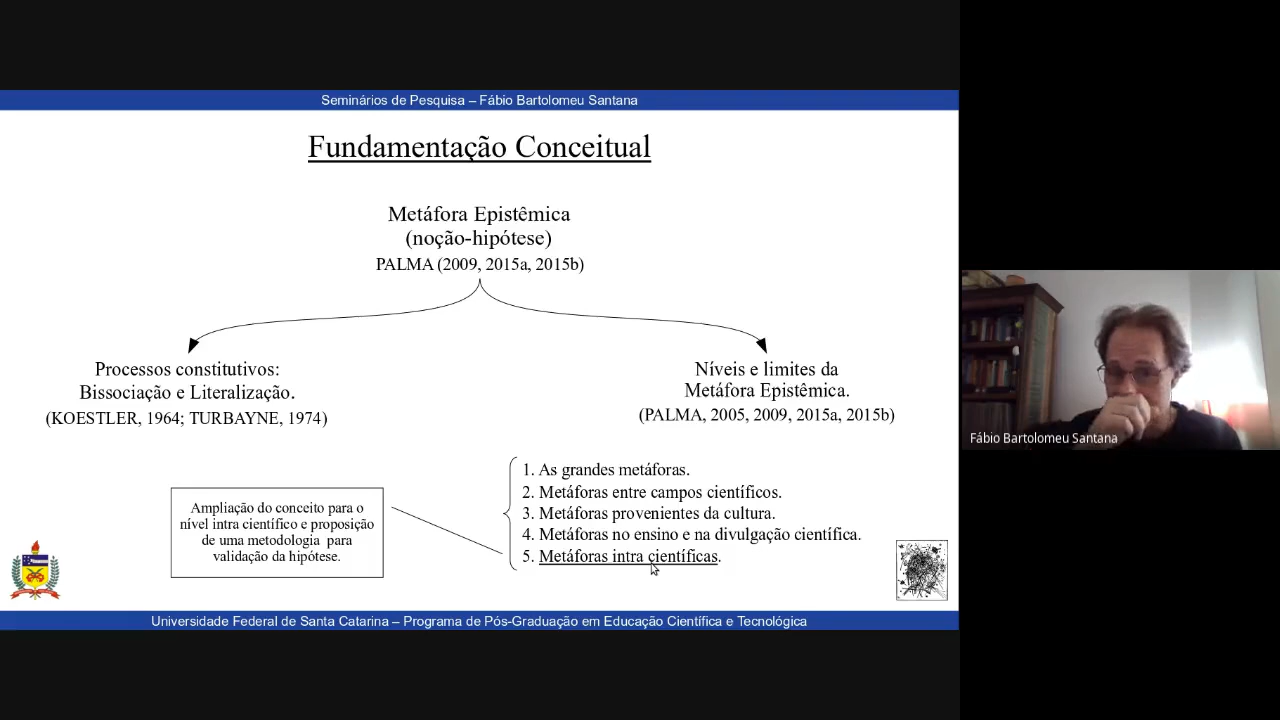 Seminários de Pesquisa – Fábio Bartolomeu Santana
Fundamentação Conceitual
Metáfora Epistêmica
(noção-hipótese)
PALMA (2009, 2015a, 2015b)
Processos constitutivos:
Bissociação e Literalização.
(KOESTLER, 1964; TURBAYNE, 1974)
Níveis e limites da
Metáfora Epistêmica.
(PALMA, 2005, 2009, 2015a, 2015b)
Ampliação do conceito para o
nível intra científico e proposição
de uma metodologia para
validação da hipótese.
1. As grandes metáforas.
2. Metáforas entre campos científicos.
3. Metáforas provenientes da cultura.
4. Metáforas no ensino e na divulgação científica.
5. Metáforas intra científicas.
Universidade Federal de Santa Catarina – Programa de Pós-Graduação em Educação Científica e Tecnológica
Fábio Bartolomeu Santana